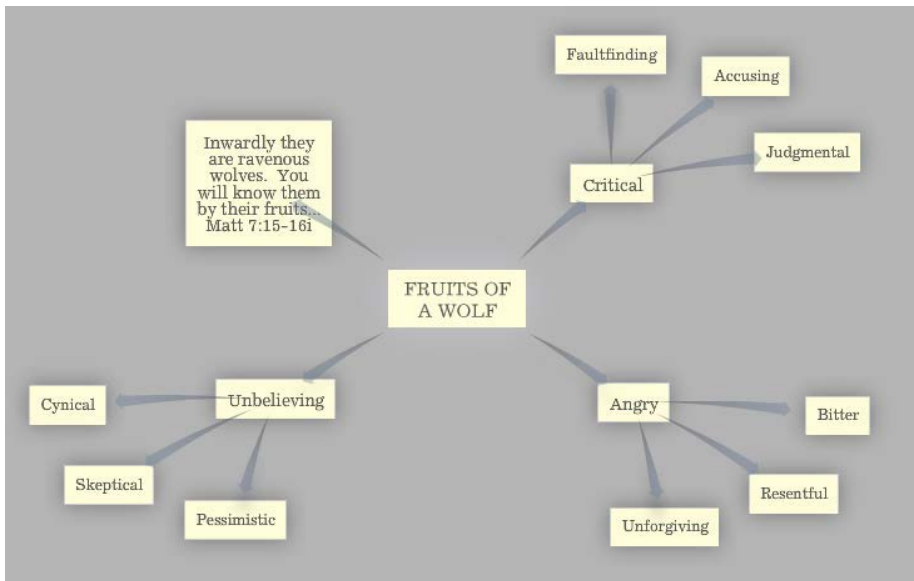 Faultfinding
Accusing
Judgmental
Critical
Inwardly they
are ravenous
wolves. You
will know them
by their fruits...
Matt 7:15-16i
FRUITS OF
A WOLF
Unbelieving
Cynical
Skeptical
Pessimistic
Angry
Bitter
Resentful
Unforgiving